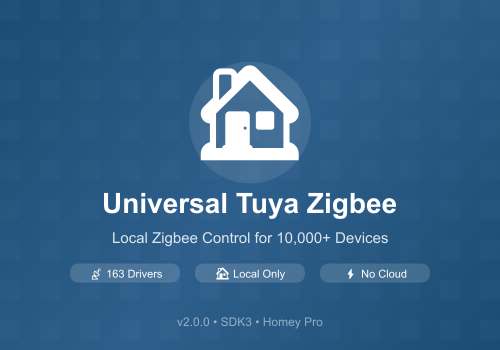 Universal Tuya Zigbee
Local Zigbee Control for 10,000+ Devices
163 Drivers
Local Only
No Cloud
v2.0.0 • SDK3 • Homey Pro